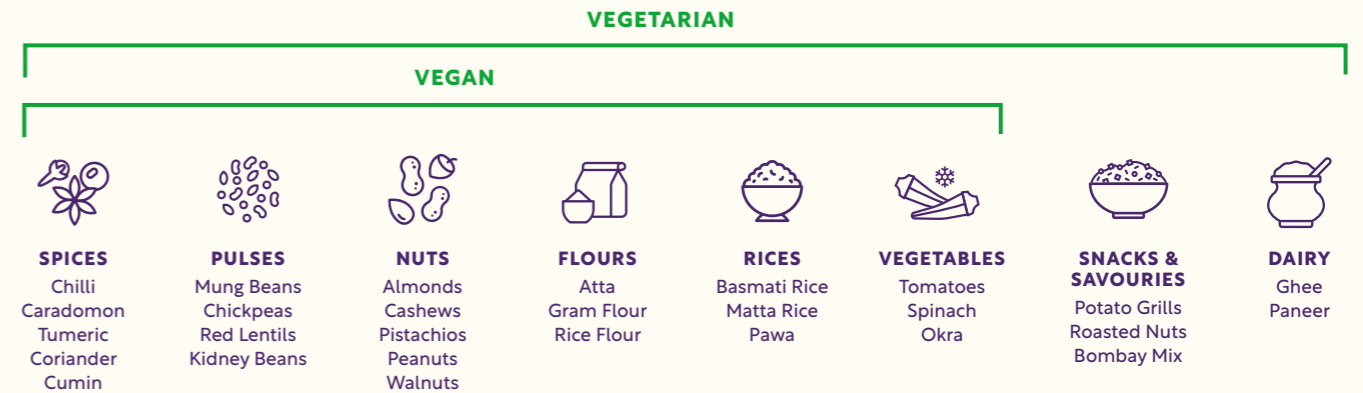 VEGETARIAN
VEGAN
SPICES
Chilli
Caradomon
Tumeric
Coriander
Cumin
PULSES
Mung Beans
Chickpeas
Red Lentils
Kidney Beans
NUTS
Almonds
Cashews
Pistachios
Peanuts
Walnuts
FLOURS
Atta
Gram Flour
Rice Flour
RICES
Basmati Rice
Matta Rice
Pawa
VEGETABLES
Tomatoes
Spinach
Okra
SNACKS &
SAVOURIES
Potato Grills
Roasted Nuts
Bombay Mix
DAIRY
Ghee
Paneer